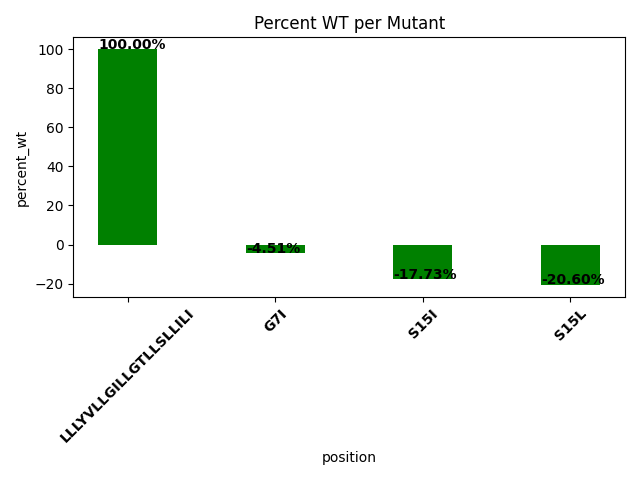 Percent WT per Mutant
percent_wt
100
80
60
40
20
0
−20
100.00%
-4.51%
-17.73%
-20.60%
LLLYVLLGILLGTLLSLLILI
G7I
S15I
S15L
position